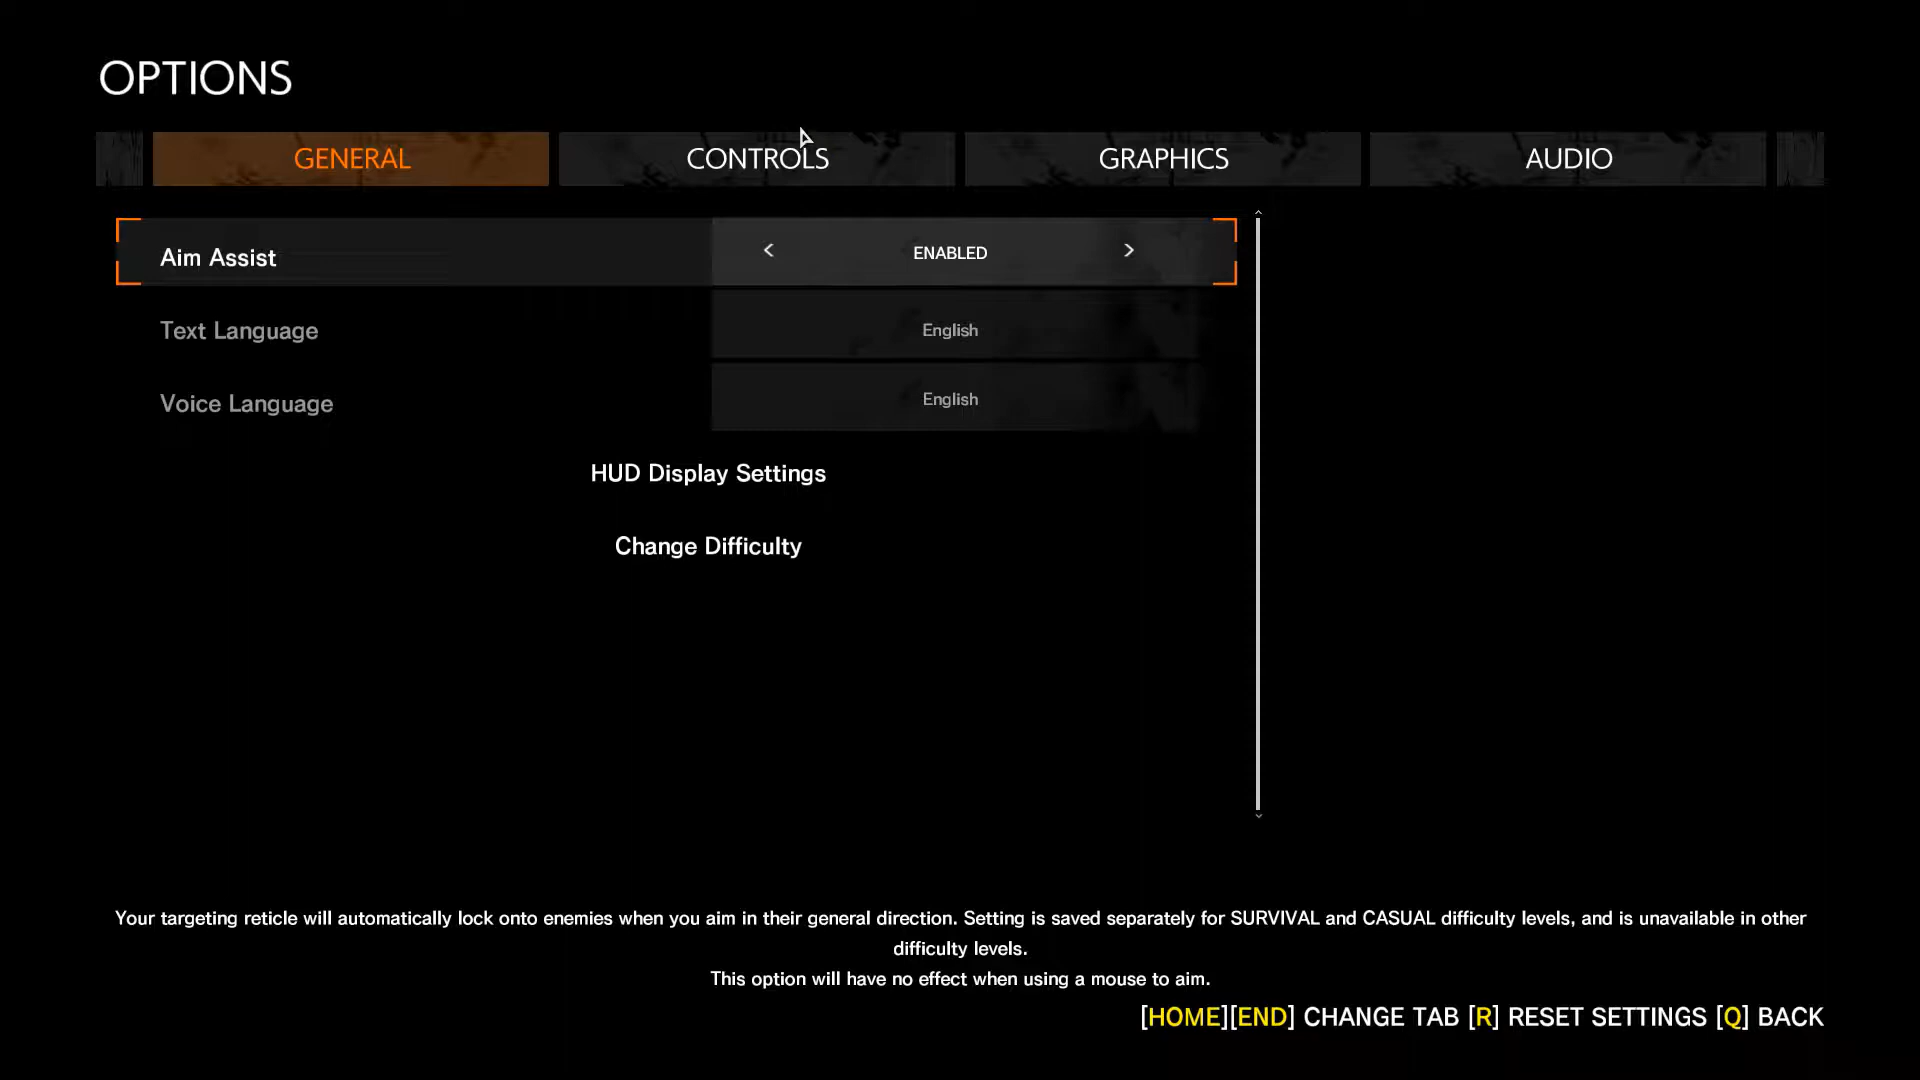 OPTIONS
GENERAL CONTROLS GRAPHICS AUDIO
Aim Assist < ENABLED >
Text Language English
Voice Language English
HUD Display Settings
Change Difficulty
Your targeting reticle will automatically lock onto enemies when you aim in their general direction. Setting is saved separately for SURVIVAL and CASUAL difficulty levels, and is unavailable in other
difficulty levels.
This option will have no effect when using a mouse to aim.
[HOME][END] CHANGE TAB [R] RESET SETTINGS [Q] BACK